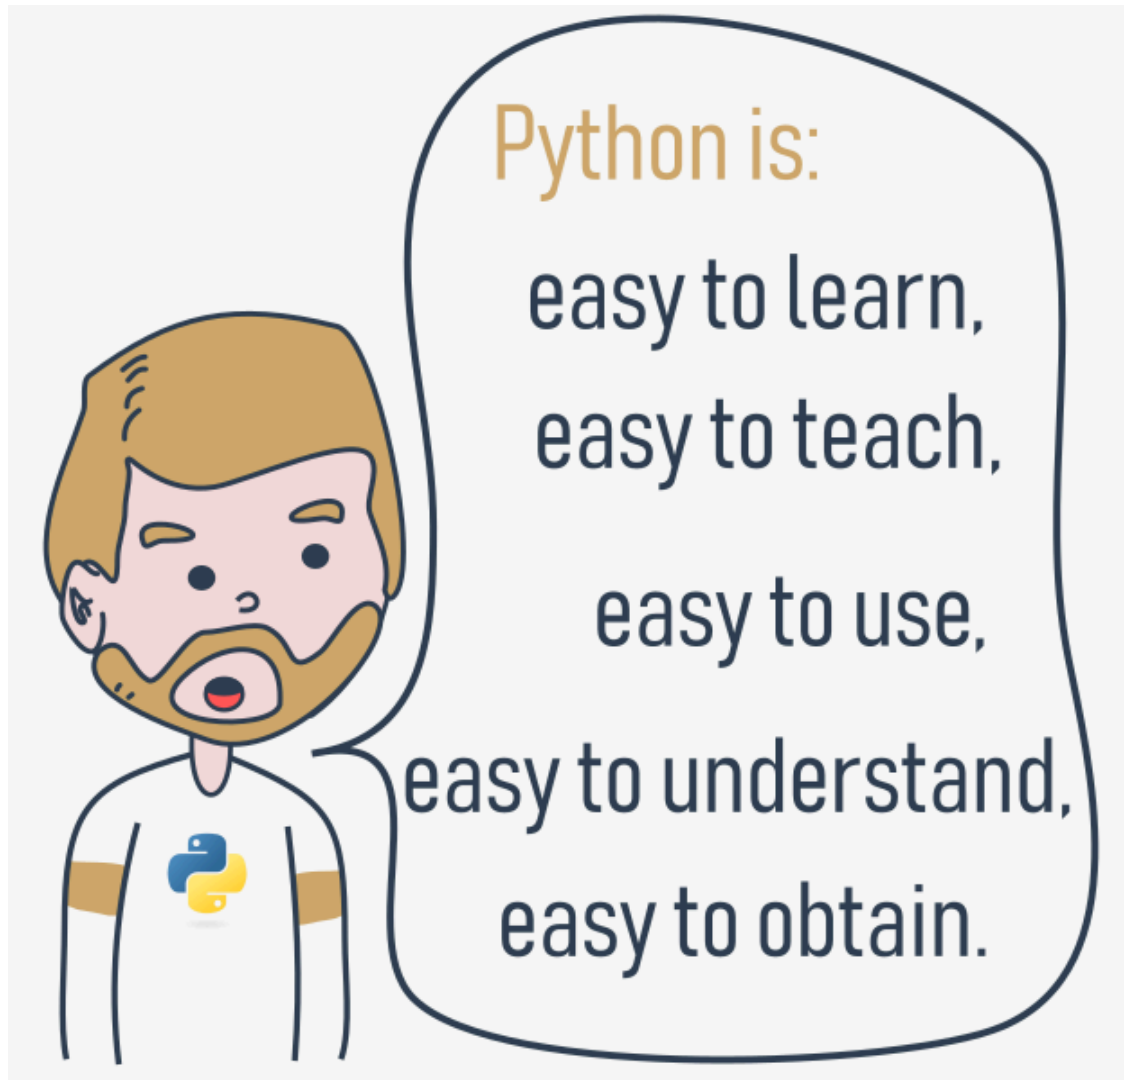 Python is:
easy to learn,
easy to teach,
easy to use,
easy to understand,
easy to obtain.